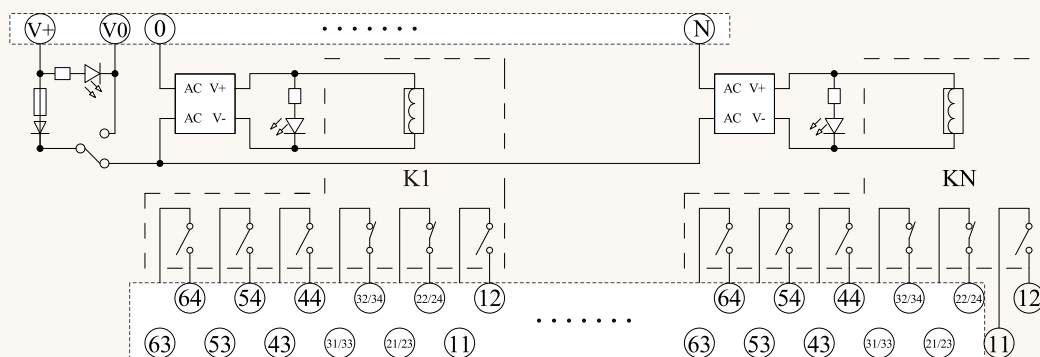 V+ V0 0 ······· N
AC V+ AC V+
AC V- AC V-
K1 KN
64 54 44 32/34 22/24 12 ······· 64 54 44 32/34 22/24 12
63 53 43 31/33 21/23 11 63 53 43 31/33 21/23 11